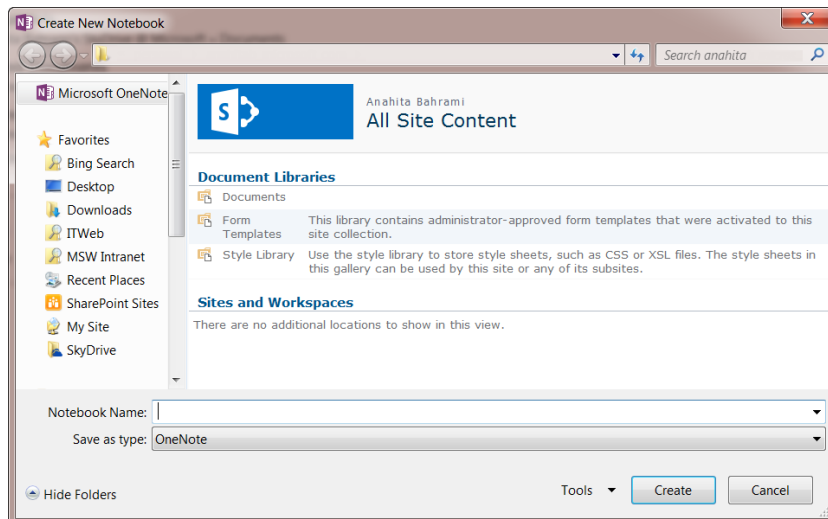 Create New Notebook
Search anahita
Microsoft OneNote
Favorites
Bing Search
Desktop
Downloads
ITWeb
MSW Intranet
Recent Places
SharePoint Sites
My Site
SkyDrive
Anahita Bahrami
All Site Content
Document Libraries
Documents
Form Templates
This library contains administrator-approved form templates that were activated to this
site collection.
Style Library
Use the style library to store style sheets, such as CSS or XSL files. The style sheets in
this gallery can be used by this site or any of its subsites.
Sites and Workspaces
There are no additional locations to show in this view.
Notebook Name:
Save as type: OneNote
Hide Folders
Tools
Create
Cancel